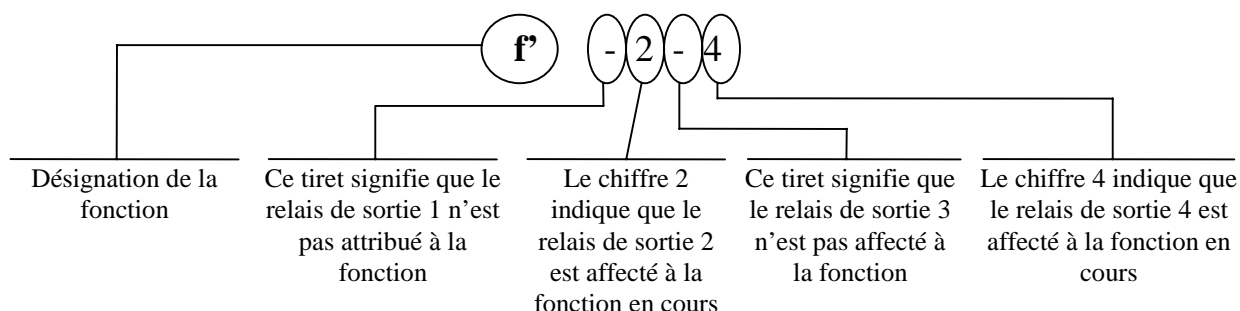 f’ - 2 - 4
Désignation de la
fonction
Ce tiret signifie que le
relais de sortie 1 n’est
pas attribué à la
fonction
Le chiffre 2
indique que le
relais de sortie 2
est affecté à la
fonction en cours
Ce tiret signifie que
le relais de sortie 3
n’est pas affecté à
la fonction
Le chiffre 4 indique que
le relais de sortie 4 est
affecté à la fonction en
cours